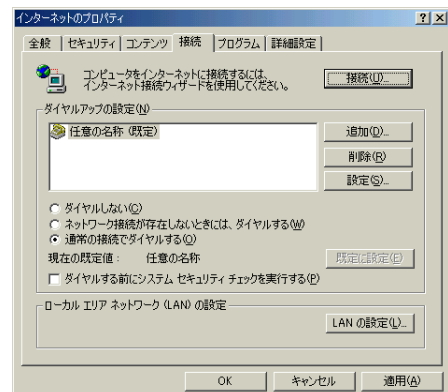 インターネットのプロパティ
全般 セキュリティ コンテンツ 接続 プログラム 詳細設定
コンピュータをインターネットに接続するには、 接続(U)...
インターネット接続ウィザードを使用してください。
ダイヤルアップの設定(N)
任意の名称 (既定) 追加(D)...
削除(R)
設定(S)...
ダイヤルしない(C)
ネットワーク接続が存在しないときには、ダイヤルする(W)
通常の接続でダイヤルする(O)
現在の既定値 : 任意の名称 既定に設定(E)
ダイヤルする前にシステム セキュリティ チェックを実行する(P)
ローカル エリア ネットワーク (LAN) の設定
LAN の設定(L)...
OK キャンセル 適用(A)